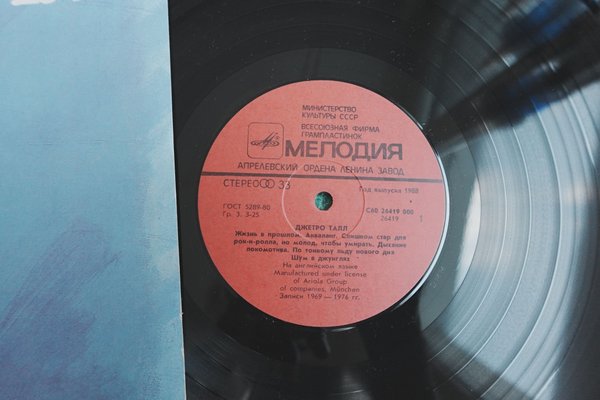 МИНИСТЕРСТВО
КУЛЬТУРЫ СССР
ВСЕСОЮЗНАЯ ФИРМА
ГРАМПЛАСТИНОК
МЕЛОДИЯ
АПРЕЛЕВСКИЙ ОРДЕНА ЛЕНИНА ЗАВОД
СТЕРЕО 33
Год выпуска 1988
ГОСТ 5289-80
Гр. 3. 3-25
С60 26419 000
26419 1
ДЖЕТРО ТАЛЛ
Жизнь в прошлом. Акваланг. Слишком стар для
рок-н-ролла, но молод, чтобы умирать. Дыхание
локомотива. По тонкому льду нового дня
Шум в джунглях
На английском языке
Manufactured under license
of Ariola Group
of companies, München
Записи 1969 — 1976 гг.